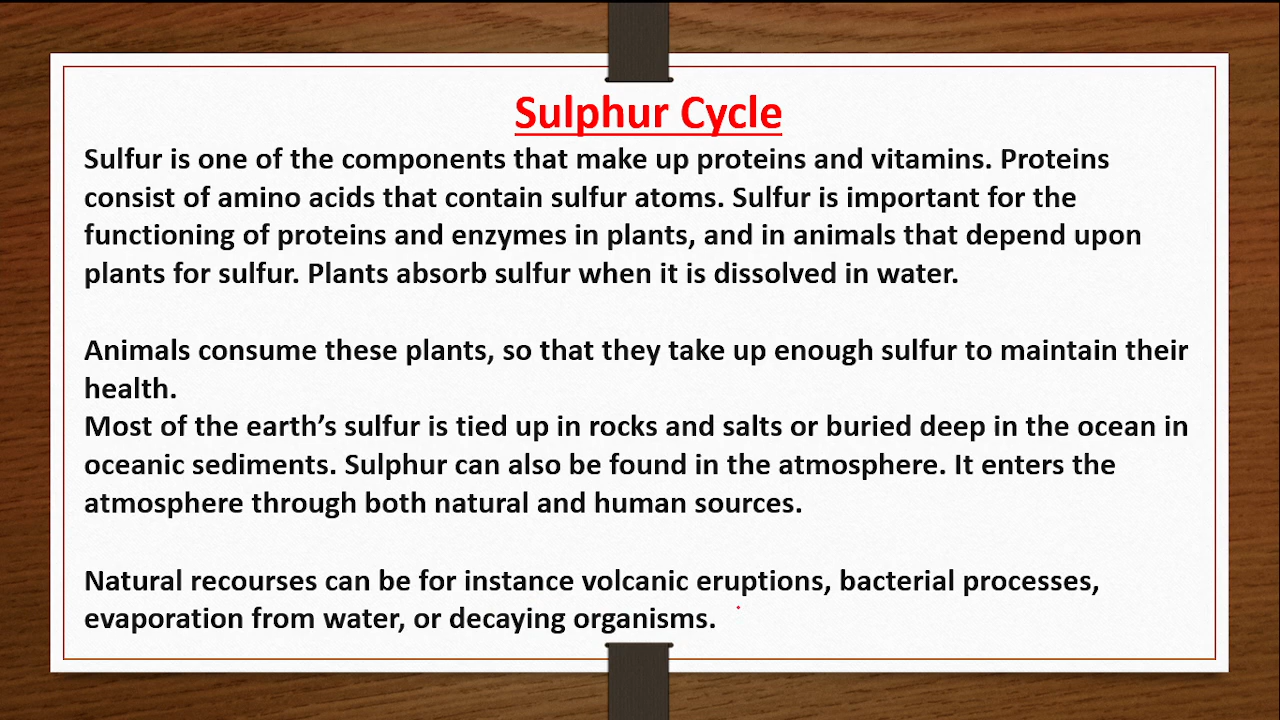 Sulphur Cycle
Sulfur is one of the components that make up proteins and vitamins. Proteins
consist of amino acids that contain sulfur atoms. Sulfur is important for the
functioning of proteins and enzymes in plants, and in animals that depend upon
plants for sulfur. Plants absorb sulfur when it is dissolved in water.
Animals consume these plants, so that they take up enough sulfur to maintain their
health.
Most of the earth’s sulfur is tied up in rocks and salts or buried deep in the ocean in
oceanic sediments. Sulphur can also be found in the atmosphere. It enters the
atmosphere through both natural and human sources.
Natural recourses can be for instance volcanic eruptions, bacterial processes,
evaporation from water, or decaying organisms.